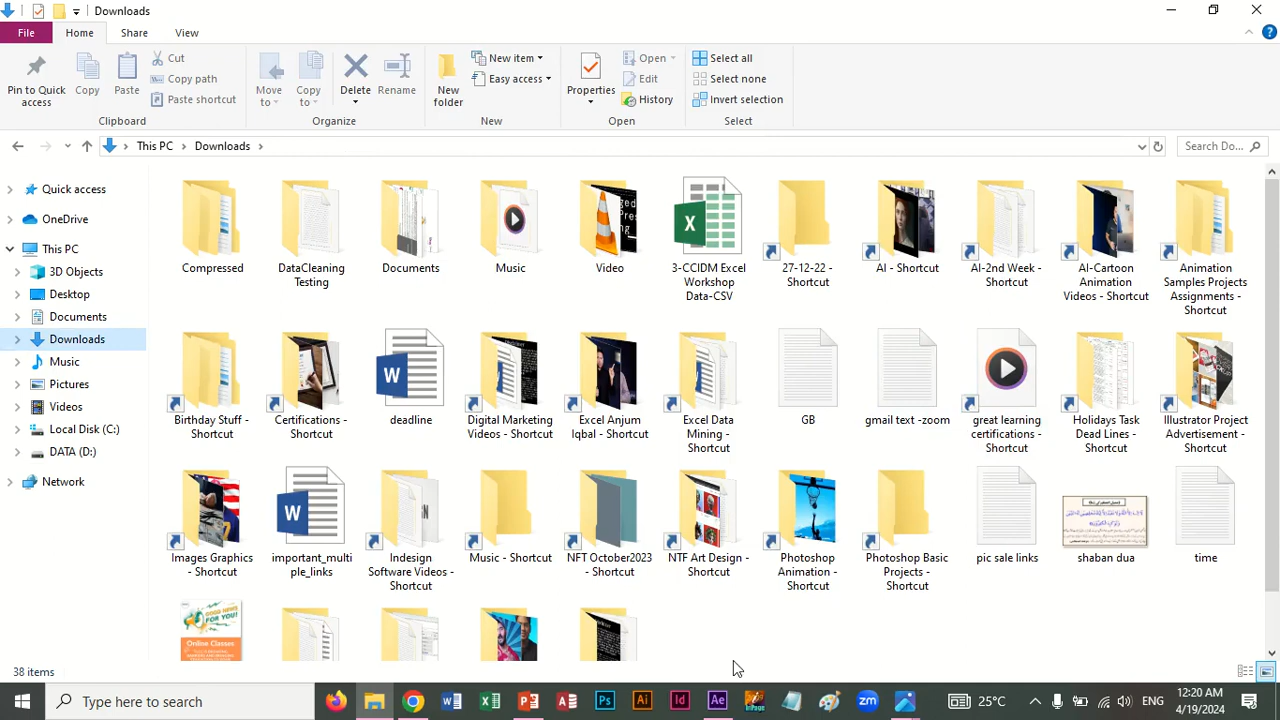 Downloads
File Home Share View
Pin to Quick access
Copy
Paste
Cut
Copy path
Paste shortcut
Clipboard
Move to
Copy to
Delete
Rename
Organize
New folder
New item
Easy access
New
Properties
Open
Edit
History
Open
Select all
Select none
Invert selection
Select
This PC Downloads
Search Do...
Quick access
OneDrive
This PC
3D Objects
Desktop
Documents
Downloads
Music
Pictures
Videos
Local Disk (C:)
DATA (D:)
Network
Compressed
DataCleaning Testing
Documents
Music
Video
3-CCIDM Excel Workshop Data-CSV
27-12-22 - Shortcut
AI - Shortcut
AI-2nd Week - Shortcut
AI-Cartoon Animation Videos - Shortcut
Animation Samples Projects Assignments - Shortcut
Birthday Stuff - Shortcut
Certifications - Shortcut
deadline
Digital Marketing Videos - Shortcut
Excel Anjum Iqbal - Shortcut
Excel Data Mining - Shortcut
GB
gmail text -zoom
great learning certifications - Shortcut
Holidays Task Dead Lines - Shortcut
Illustrator Project Advertisement - Shortcut
Images Graphics - Shortcut
important_multiple_links
Indesign Software Videos - Shortcut
Music - Shortcut
NFT October2023 - Shortcut
NTF Art Design - Shortcut
Photoshop Animation - Shortcut
Photoshop Basic Projects - Shortcut
pic sale links
shaban dua
time
GOOD NEWS
FOR YOU!
Online Classes
38 items
Type here to search
25°C
ENG
12:20 AM
4/19/2024